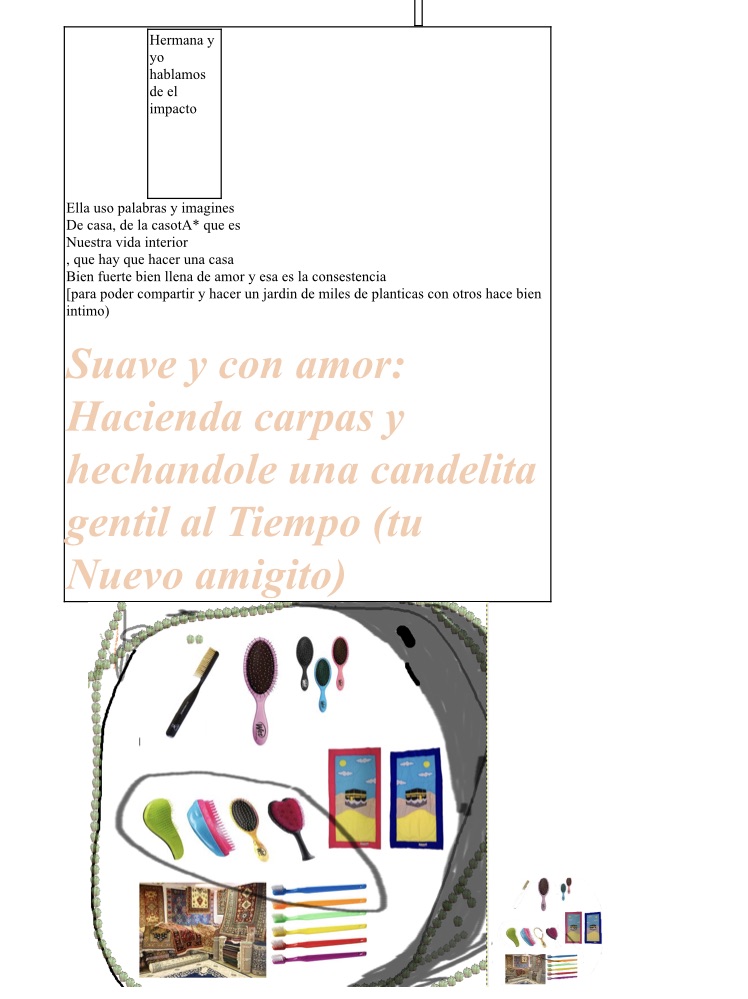 Hermana y
yo
hablamos
de el
impacto
Ella uso palabras y imagines
De casa, de la casotA* que es
Nuestra vida interior
, que hay que hacer una casa
Bien fuerte bien llena de amor y esa es la consestencia
[para poder compartir y hacer un jardin de miles de planticas con otros hace bien
intimo)
Suave y con amor:
Hacienda carpas y
hechandole una candelita
gentil al Tiempo (tu
Nuevo amigito)